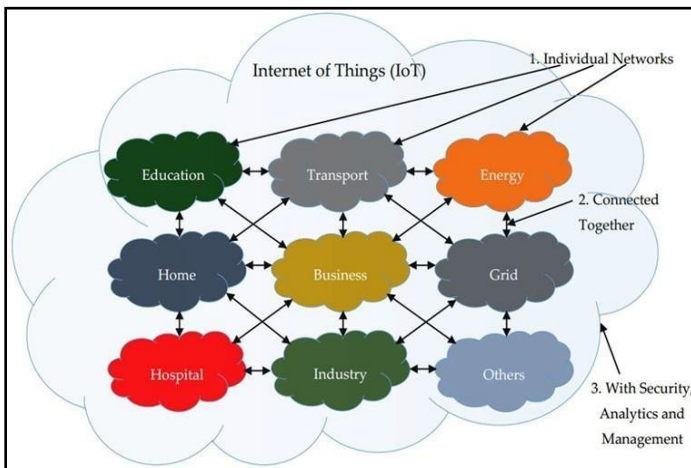 Internet of Things (IoT)
1. Individual Networks
Education
Transport
Energy
2. Connected
Together
Home
Business
Grid
Hospital
Industry
Others
3. With Security,
Analytics and
Management